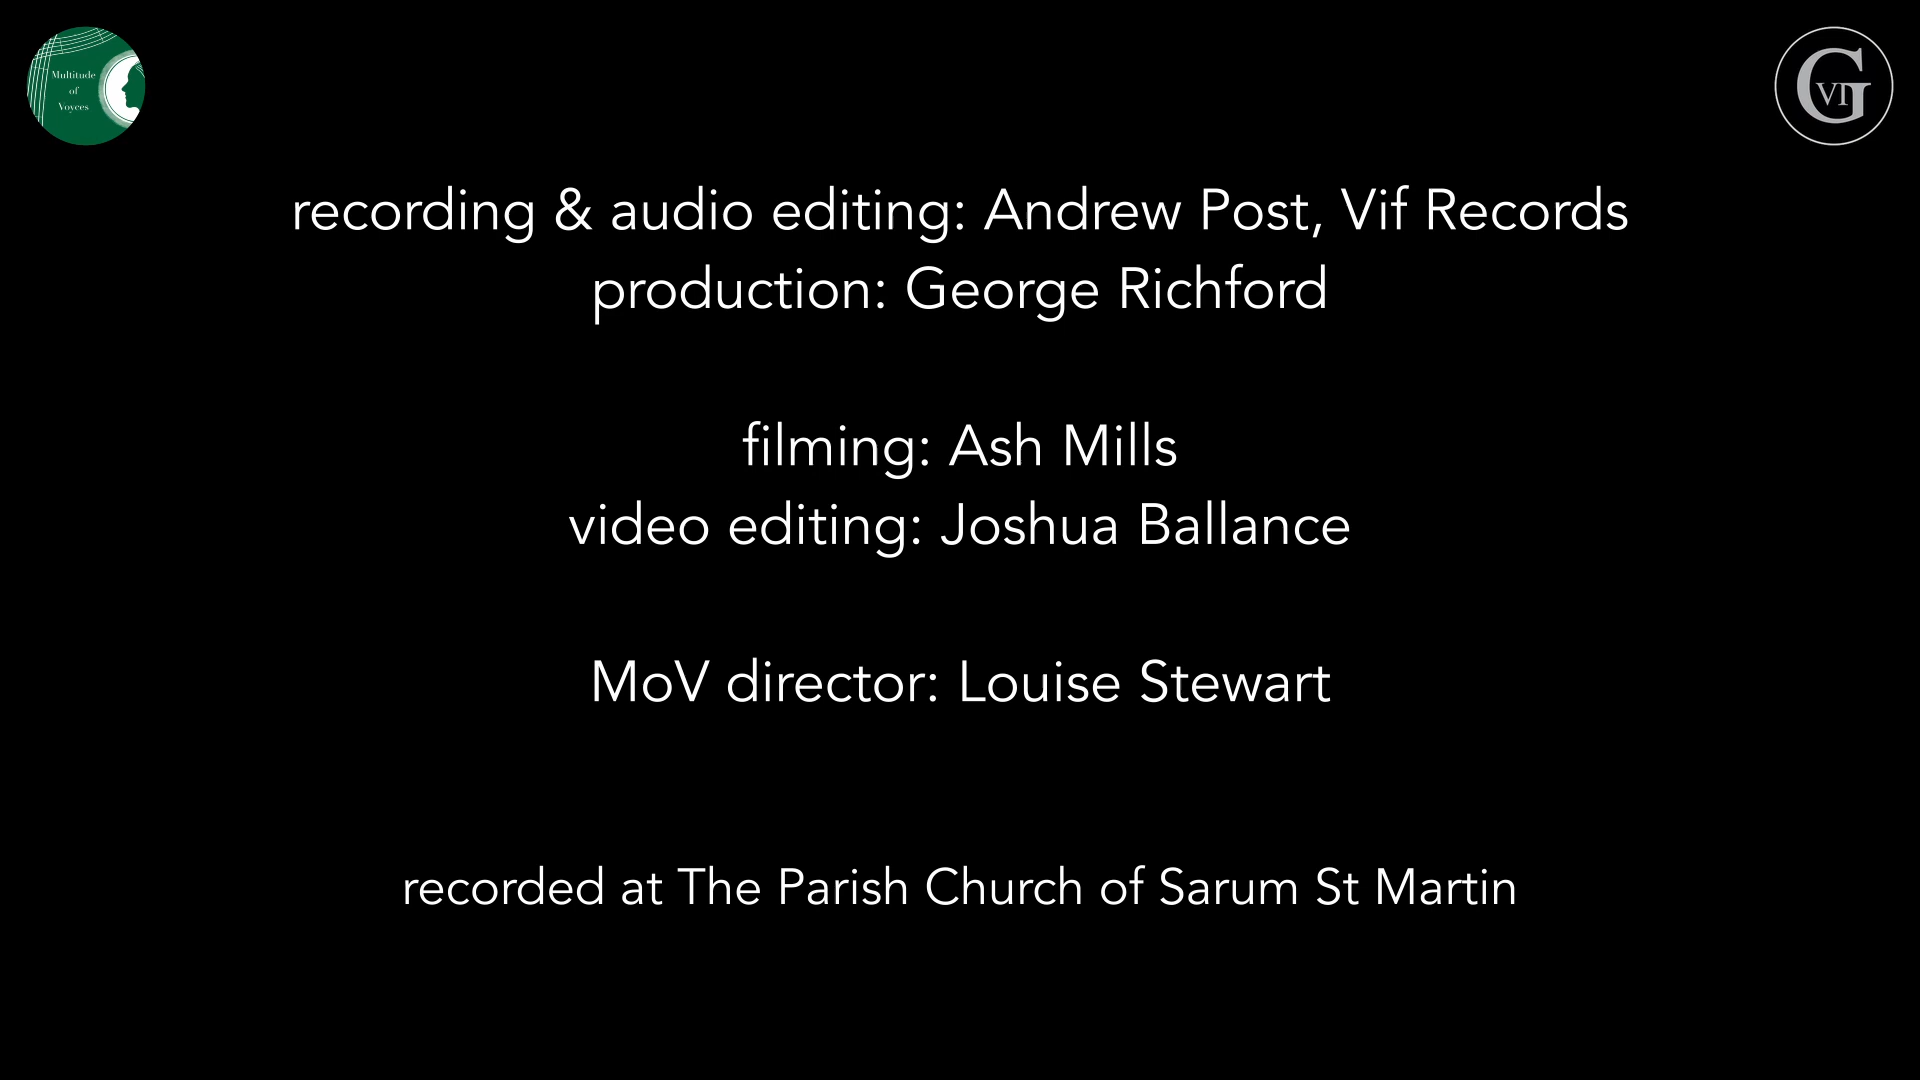 Multitude
of
Voyces
G
VI
recording & audio editing: Andrew Post, Vif Records
production: George Richford
filming: Ash Mills
video editing: Joshua Ballance
MoV director: Louise Stewart
recorded at The Parish Church of Sarum St Martin